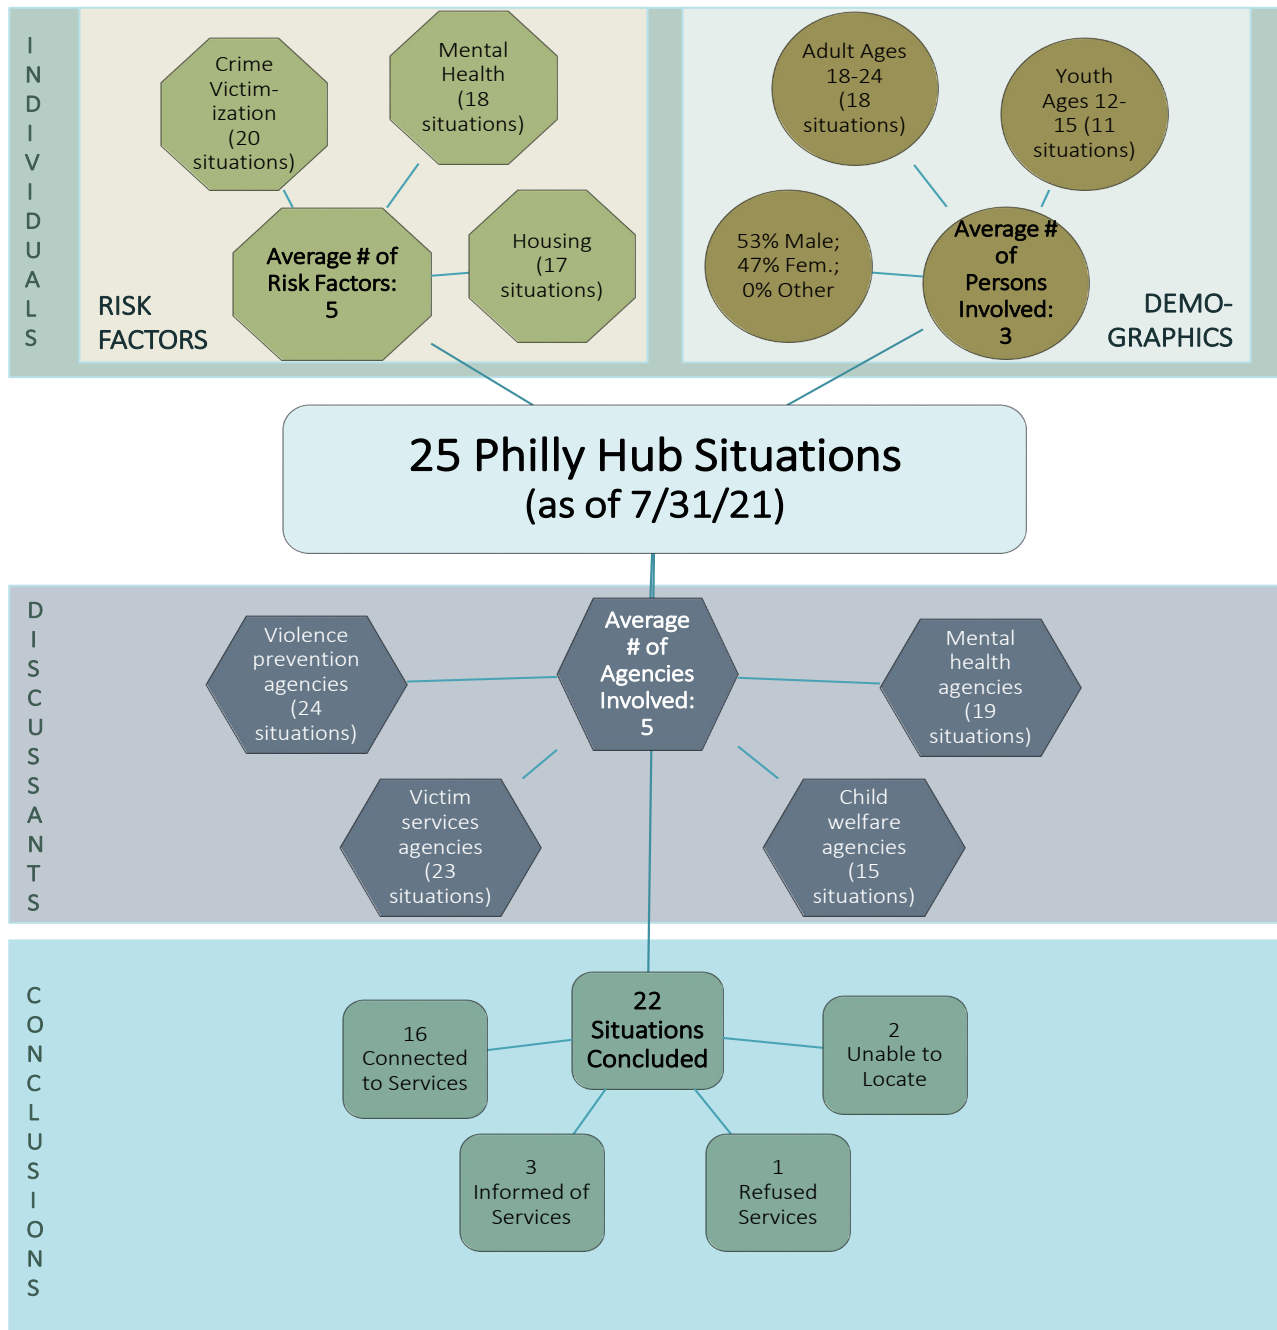 INDIVIDUALS
Crime
Victim-
ization
(20
situations)
Mental
Health
(18
situations)
Housing
(17
situations)
Average # of
Risk Factors:
5
RISK
FACTORS
Adult Ages
18-24
(18
situations)
Youth
Ages 12-
15 (11
situations)
53% Male;
47% Fem.;
0% Other
Average #
of
Persons
Involved:
3
DEMO-
GRAPHICS
25 Philly Hub Situations
(as of 7/31/21)
DISCUSSANTS
Violence
prevention
agencies
(24
situations)
Average
# of
Agencies
Involved:
5
Mental
health
agencies
(19
situations)
Victim
services
agencies
(23
situations)
Child
welfare
agencies
(15
situations)
CONCLUSIONS
22
Situations
Concluded
16
Connected
to Services
2
Unable to
Locate
3
Informed of
Services
1
Refused
Services